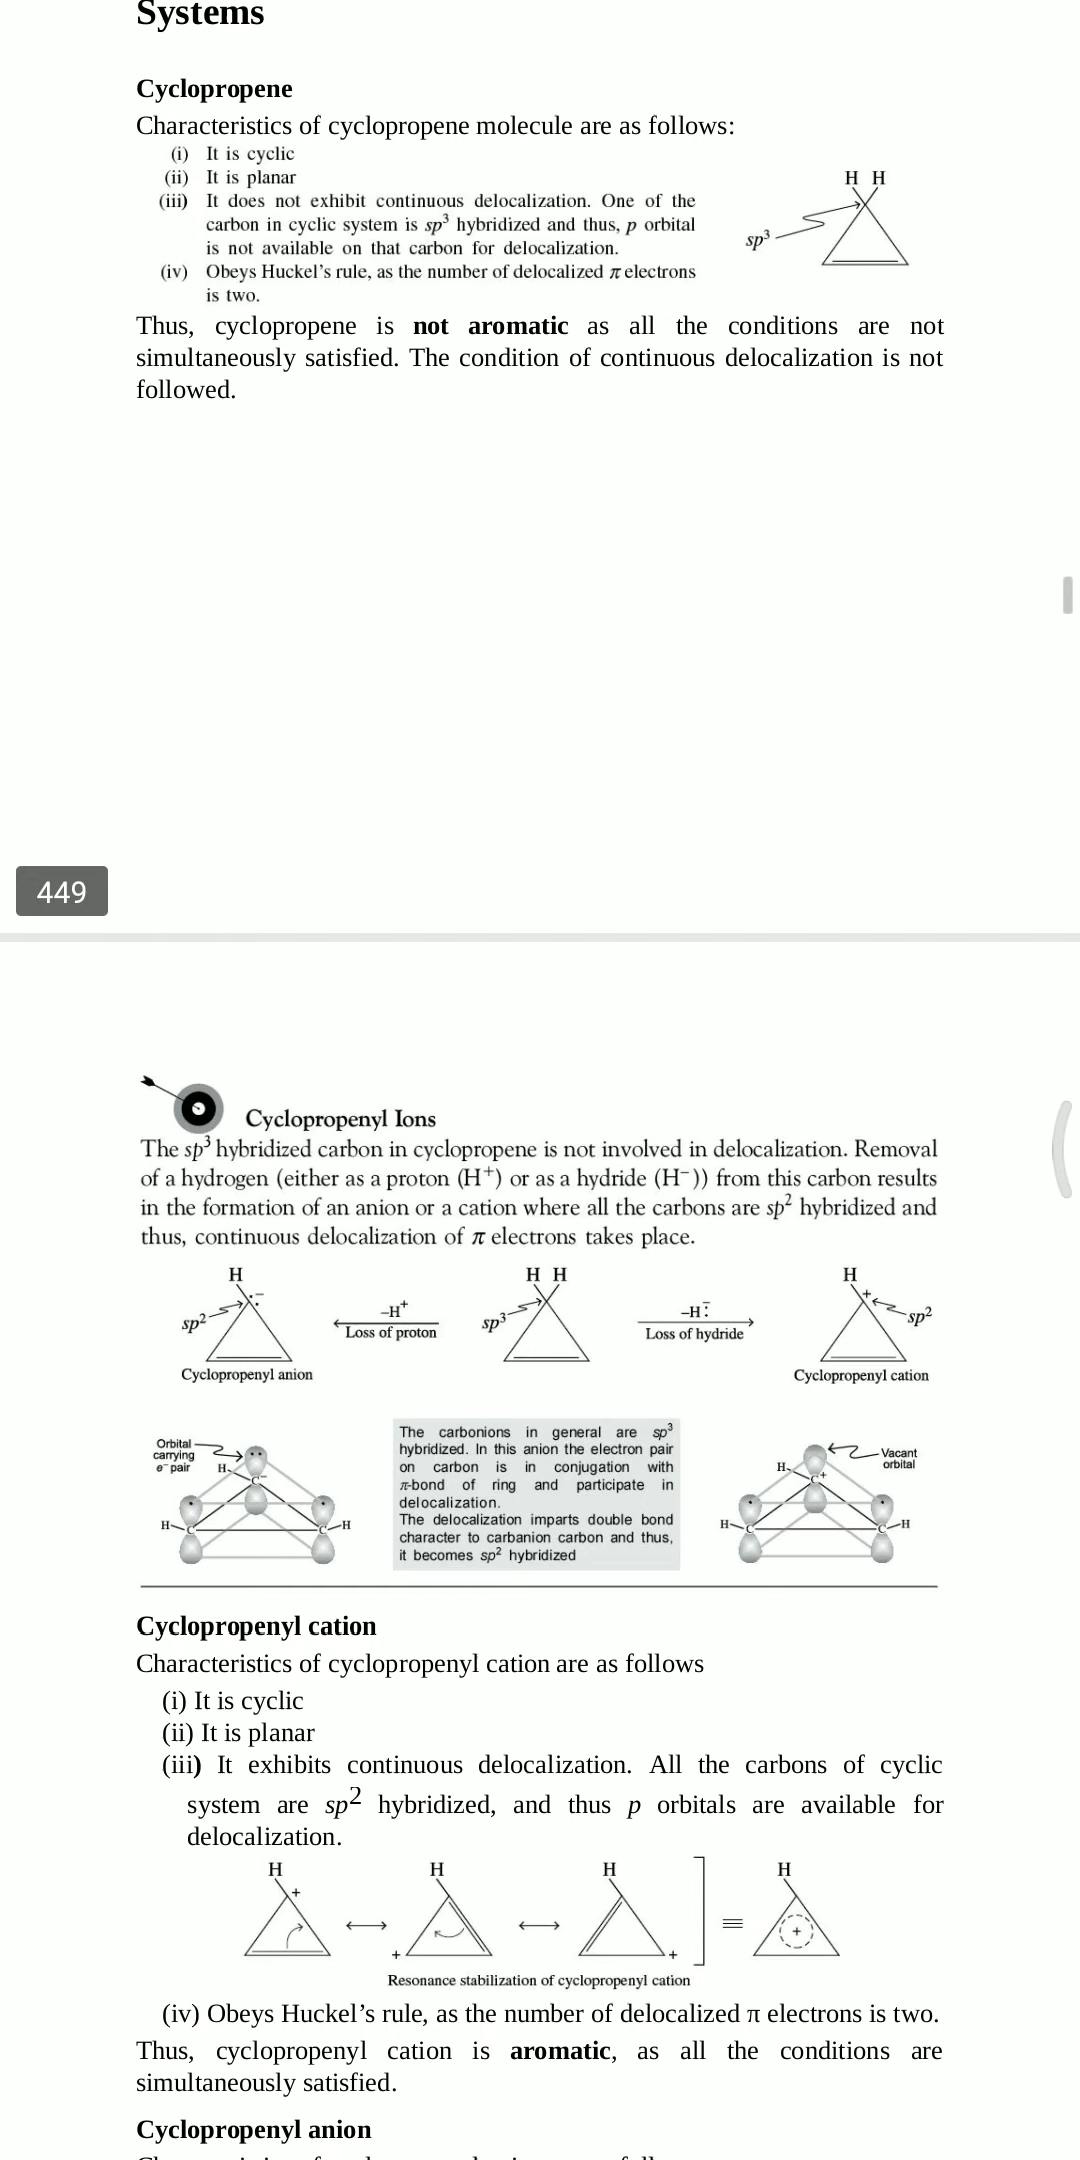 Systems
Cyclopropene
Characteristics of cyclopropene molecule are as follows:
(i) It is cyclic
(ii) It is planar
(iii) It does not exhibit continuous delocalization. One of the
carbon in cyclic system is sp³ hybridized and thus, p orbital
is not available on that carbon for delocalization.
(iv) Obeys Huckel's rule, as the number of delocalized π electrons
is two.
H H
sp³
Thus, cyclopropene is not aromatic as all the conditions are not
simultaneously satisfied. The condition of continuous delocalization is not
followed.
449
Cyclopropenyl Ions
The sp³ hybridized carbon in cyclopropene is not involved in delocalization. Removal
of a hydrogen (either as a proton (H⁺) or as a hydride (H⁻)) from this carbon results
in the formation of an anion or a cation where all the carbons are sp² hybridized and
thus, continuous delocalization of π electrons takes place.
H
sp²
Cyclopropenyl anion
–H⁺
Loss of proton
H H
sp³
–H:⁻
Loss of hydride
H
+
sp²
Cyclopropenyl cation
Orbital
carrying
e⁻ pair
H
C⁻
H C C H
The carbonions in general are sp³
hybridized. In this anion the electron pair
on carbon is in conjugation with
π-bond of ring and participate in
delocalization.
The delocalization imparts double bond
character to carbanion carbon and thus,
it becomes sp² hybridized
Vacant
orbital
H
C⁺
H C C H
Cyclopropenyl cation
Characteristics of cyclopropenyl cation are as follows
(i) It is cyclic
(ii) It is planar
(iii) It exhibits continuous delocalization. All the carbons of cyclic
system are sp2 hybridized, and thus p orbitals are available for
delocalization.
H H H H
+ + + +
Resonance stabilization of cyclopropenyl cation
(iv) Obeys Huckel's rule, as the number of delocalized π electrons is two.
Thus, cyclopropenyl cation is aromatic, as all the conditions are
simultaneously satisfied.
Cyclopropenyl anion